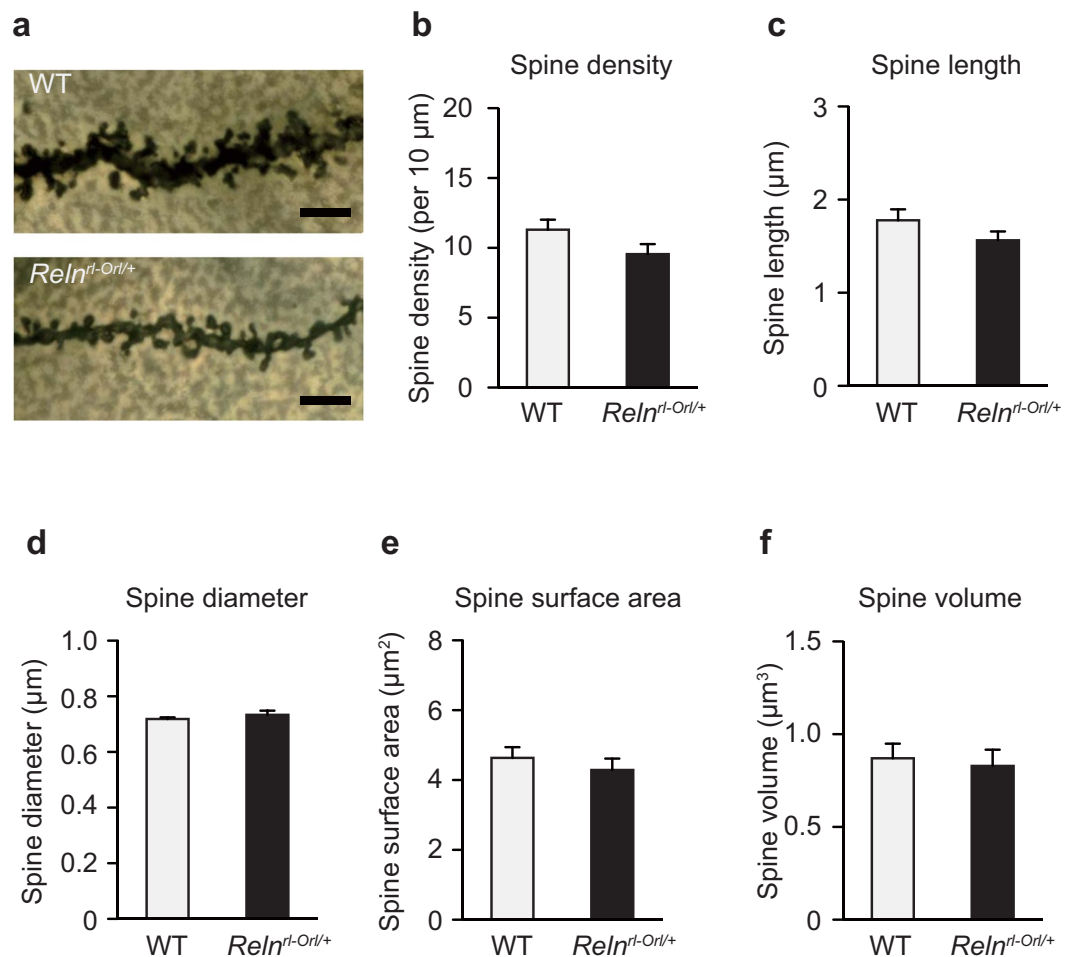 a
WT
Reln^rl-Orl/+
b
Spine density
Spine density (per 10 µm)
20
15
10
5
0
WT
Reln^rl-Orl/+
c
Spine length
Spine length (µm)
3
2
1
0
WT
Reln^rl-Orl/+
d
Spine diameter
Spine diameter (µm)
1.0
0.8
0.6
0.4
0.2
0
WT
Reln^rl-Orl/+
e
Spine surface area
Spine surface area (µm²)
8
6
4
2
0
WT
Reln^rl-Orl/+
f
Spine volume
Spine volume (µm³)
1.5
1.0
0.5
0
WT
Reln^rl-Orl/+